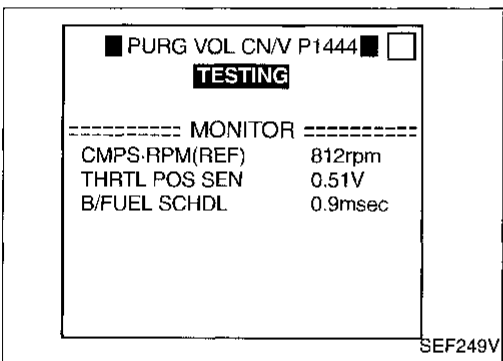 PURG VOL CN/V P1444
TESTING
========== MONITOR ==========
CMPS·RPM(REF) 812rpm
THRTL POS SEN 0.51V
B/FUEL SCHDL 0.9msec
SEF249V